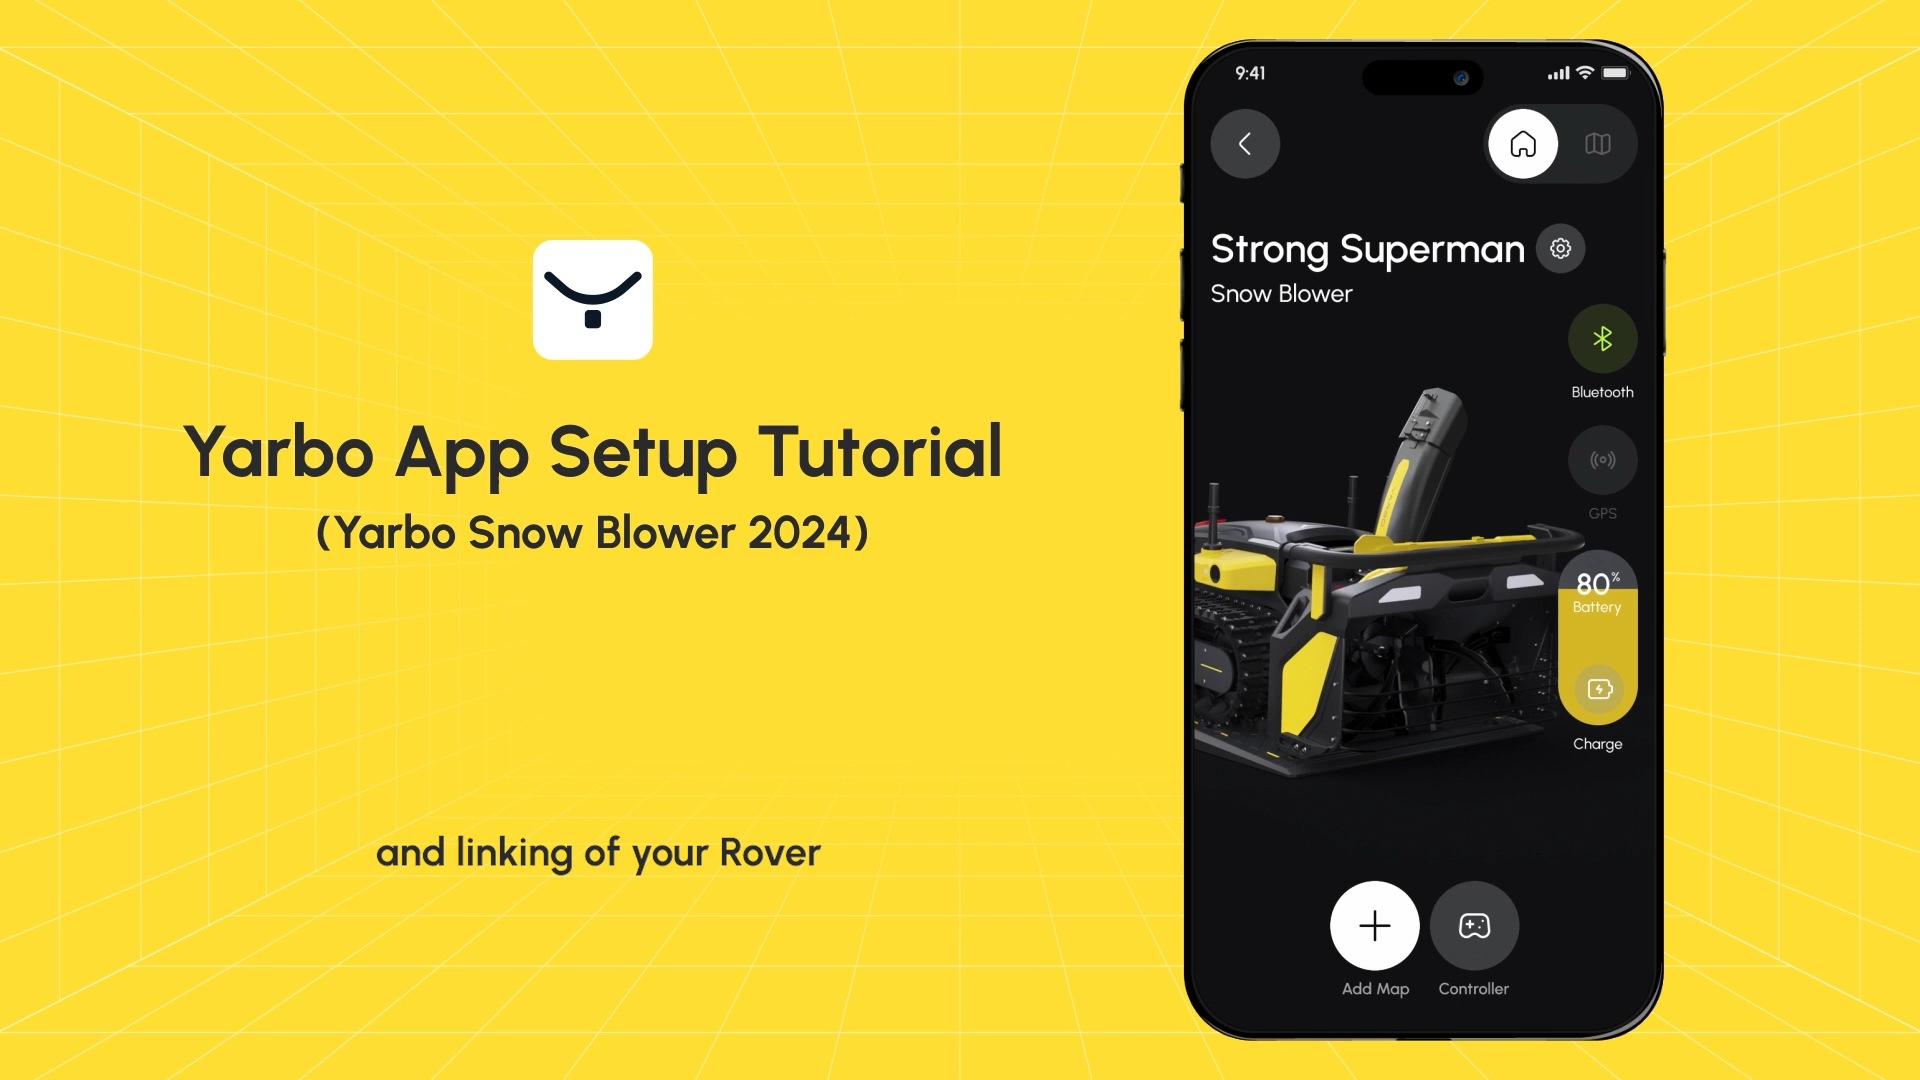 Yarbo App Setup Tutorial
(Yarbo Snow Blower 2024)
and linking of your Rover
9:41
Strong Superman
Snow Blower
Bluetooth
GPS
80%
Battery
Charge
Add Map
Controller